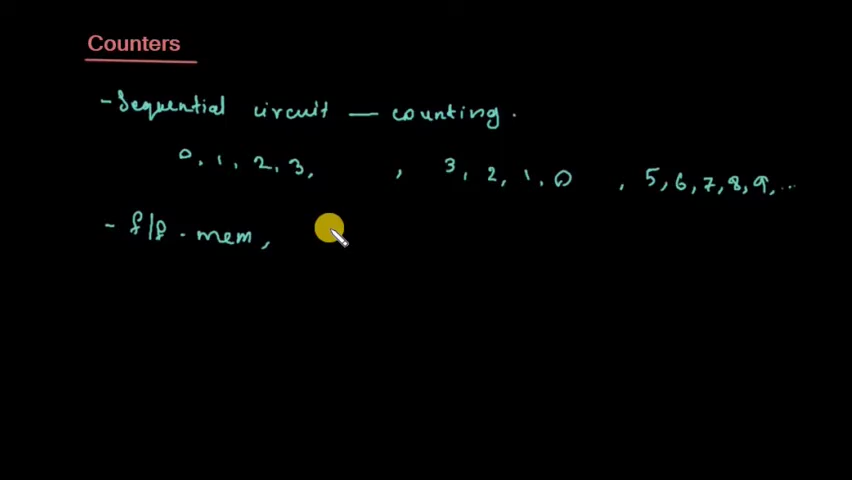 Counters
- Sequential circuit — counting.
0, 1, 2, 3, , 3, 2, 1, 0 , 5, 6, 7, 8, 9, ...
- f/f - mem,